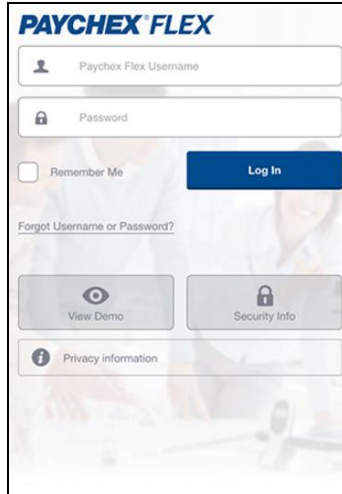 PAYCHEX® FLEX
Paychex Flex Username
Password
Remember Me
Log In
Forgot Username or Password?
View Demo
Security Info
Privacy information